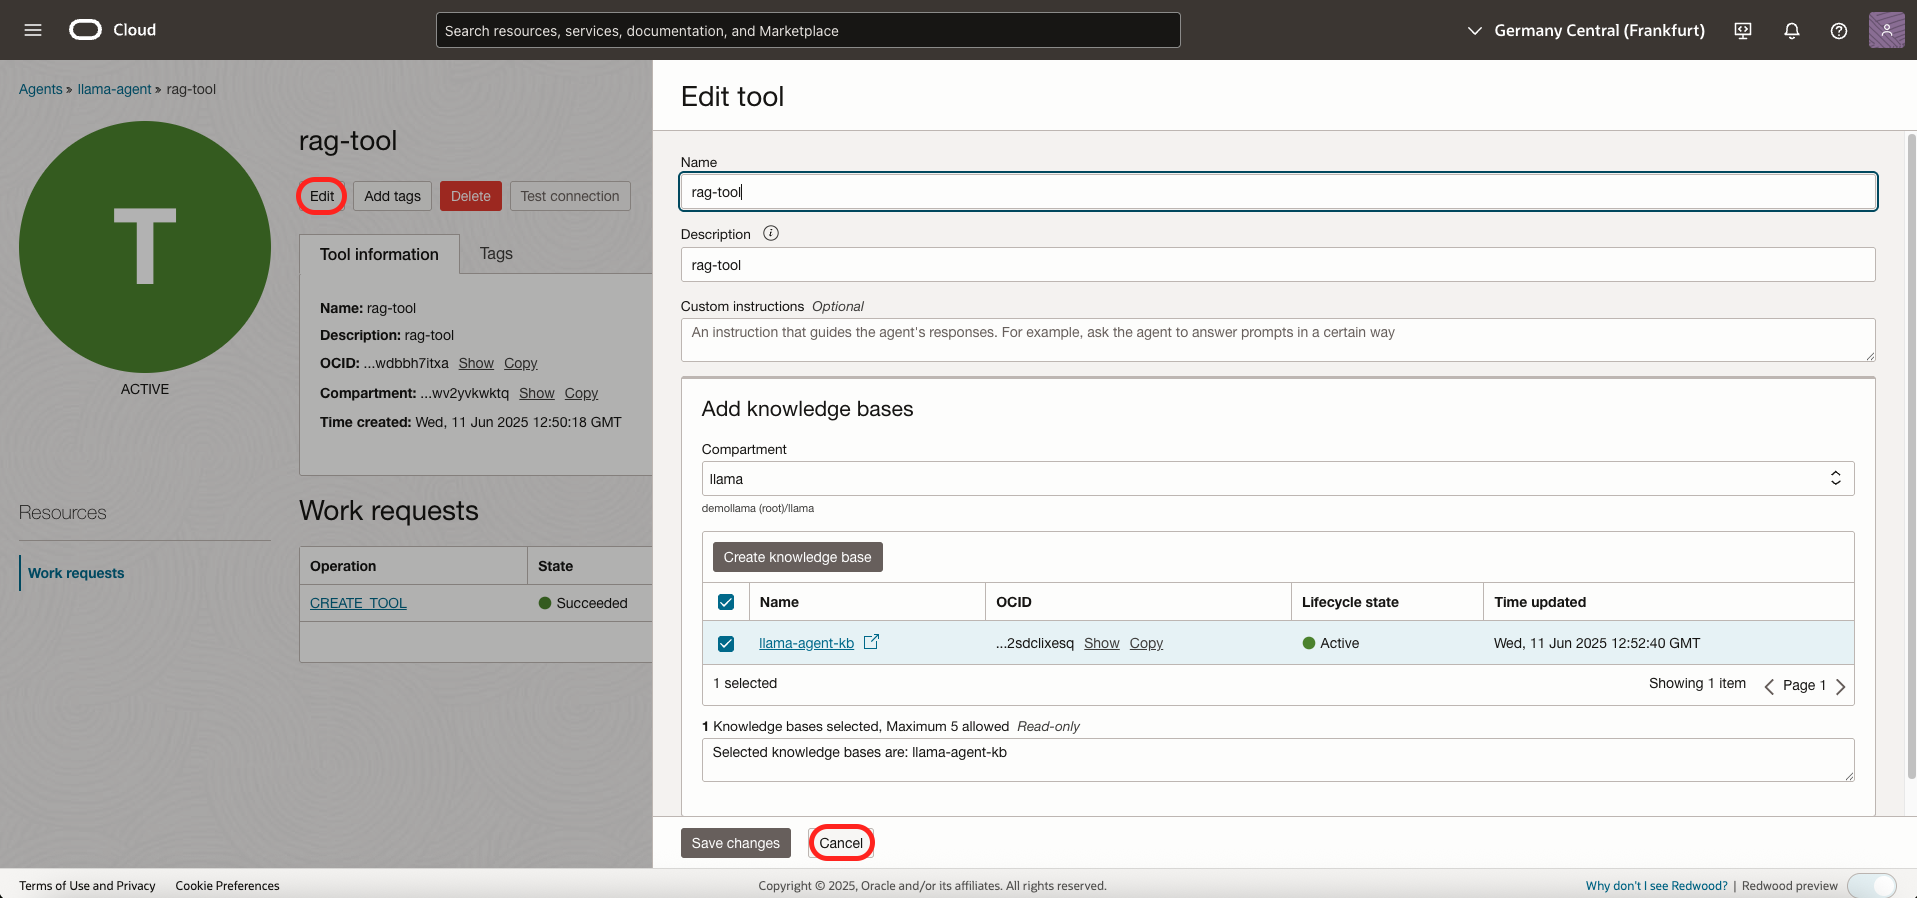 Cloud
Search resources, services, documentation, and Marketplace
Germany Central (Frankfurt)
Agents » llama-agent » rag-tool
T
ACTIVE
rag-tool
Edit Add tags Delete Test connection
Tool information Tags
Name: rag-tool
Description: rag-tool
OCID: ...wdbbh7itxa Show Copy
Compartment: ...wv2yvkwktq Show Copy
Time created: Wed, 11 Jun 2025 12:50:18 GMT
Resources
Work requests
Work requests
Operation State
CREATE_TOOL Succeeded
Edit tool
Name
rag-tool
Description
rag-tool
Custom instructions Optional
An instruction that guides the agent's responses. For example, ask the agent to answer prompts in a certain way
Add knowledge bases
Compartment
llama
demollama (root)/llama
Create knowledge base
Name OCID Lifecycle state Time updated
llama-agent-kb ...2sdclixesq Show Copy Active Wed, 11 Jun 2025 12:52:40 GMT
1 selected Showing 1 item Page 1
1 Knowledge bases selected, Maximum 5 allowed Read-only
Selected knowledge bases are: llama-agent-kb
Save changes Cancel
Terms of Use and Privacy Cookie Preferences Copyright © 2025, Oracle and/or its affiliates. All rights reserved. Why don't I see Redwood? | Redwood preview